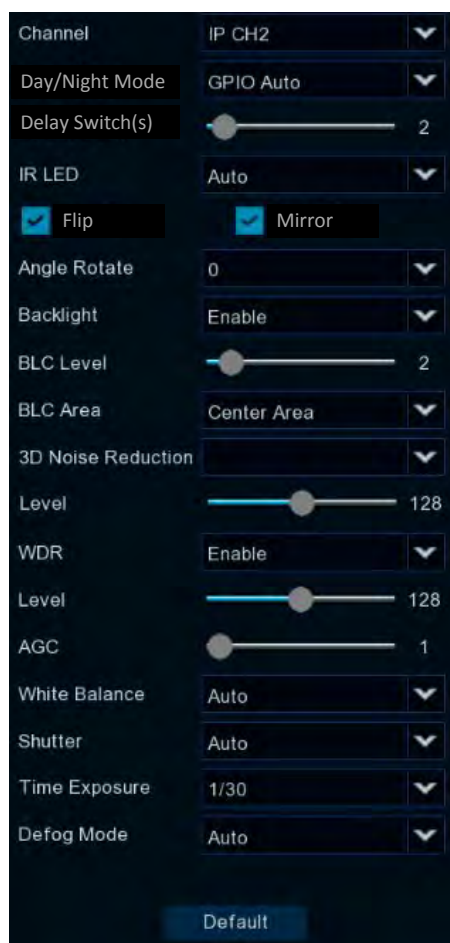 Channel IP CH2
Day/Night Mode GPIO Auto
Delay Switch(s) 2
IR LED Auto
Flip Mirror
Angle Rotate 0
Backlight Enable
BLC Level 2
BLC Area Center Area
3D Noise Reduction
Level 128
WDR Enable
Level 128
AGC 1
White Balance Auto
Shutter Auto
Time Exposure 1/30
Defog Mode Auto
Default